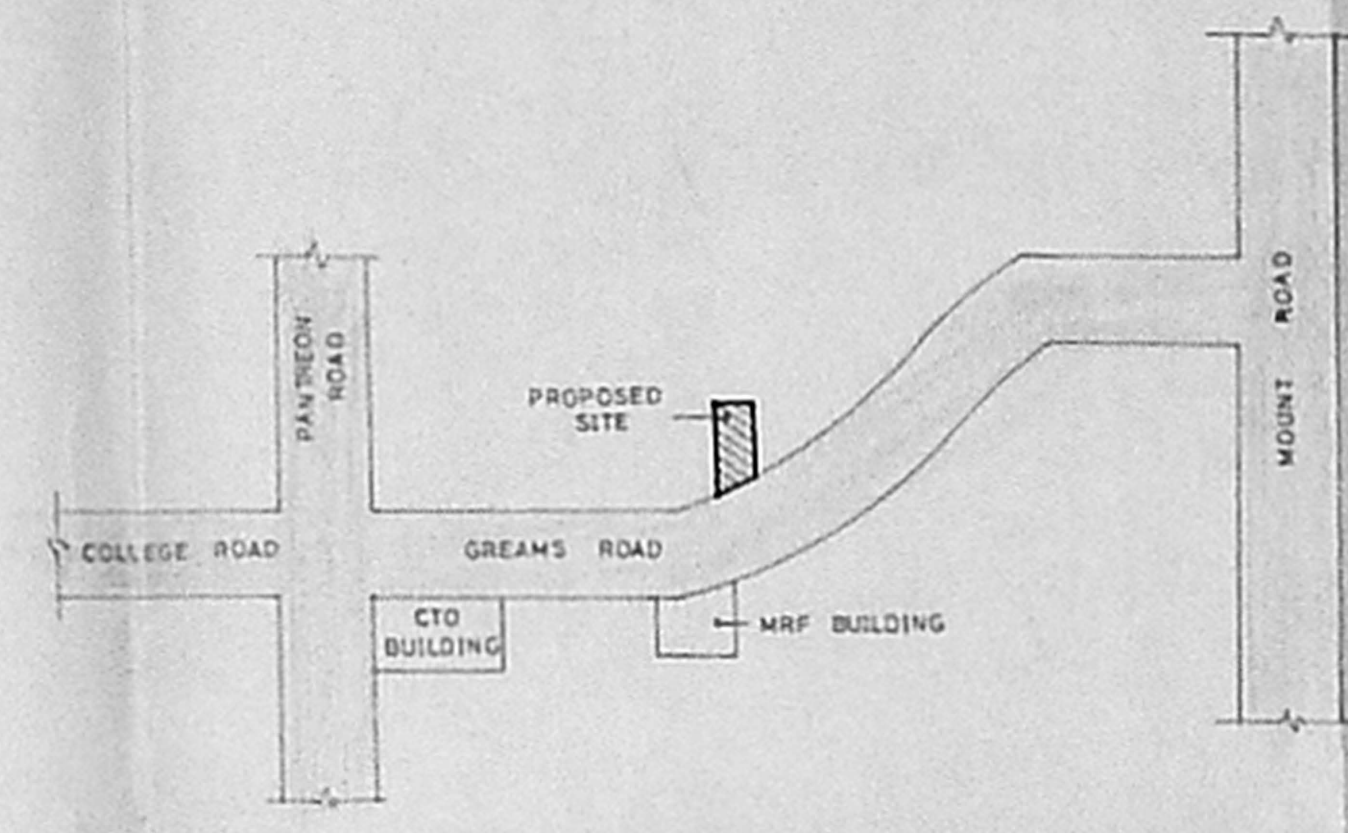 PANTHEON
ROAD
PROPOSED
SITE
MOUNT ROAD
COLLEGE ROAD
GREAMS ROAD
CTO
BUILDING
MRF BUILDING